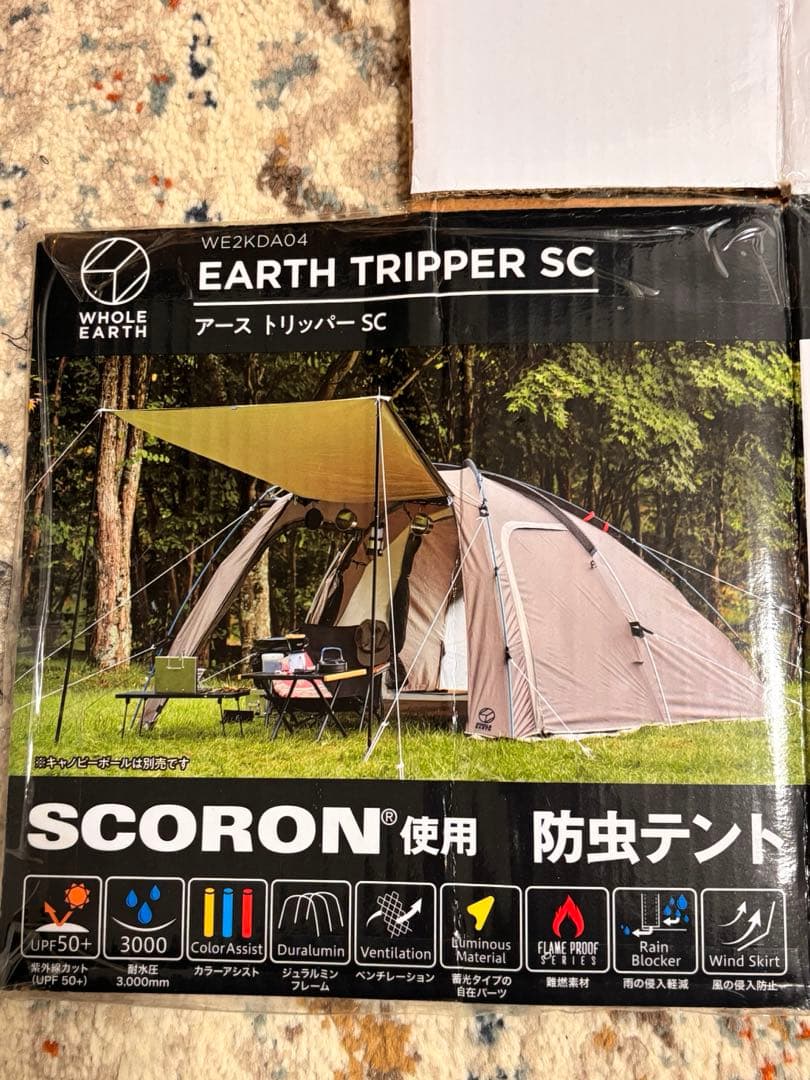 WE2KDA04
EARTH TRIPPER SC
WHOLE
EARTH
アース トリッパー SC
※キャノピーポールは別売です
SCORON®使用 防虫テント
UPF50+
紫外線カット
(UPF 50+)
3000
耐水圧
3,000mm
ColorAssist
カラーアシスト
Duralumin
ジュラルミン
フレーム
Ventilation
ベンチレーション
Luminous
Material
蓄光タイプの
自在パーツ
FLAME PROOF
SERIES
難燃素材
Rain
Blocker
雨の侵入軽減
Wind Skirt
風の侵入防止